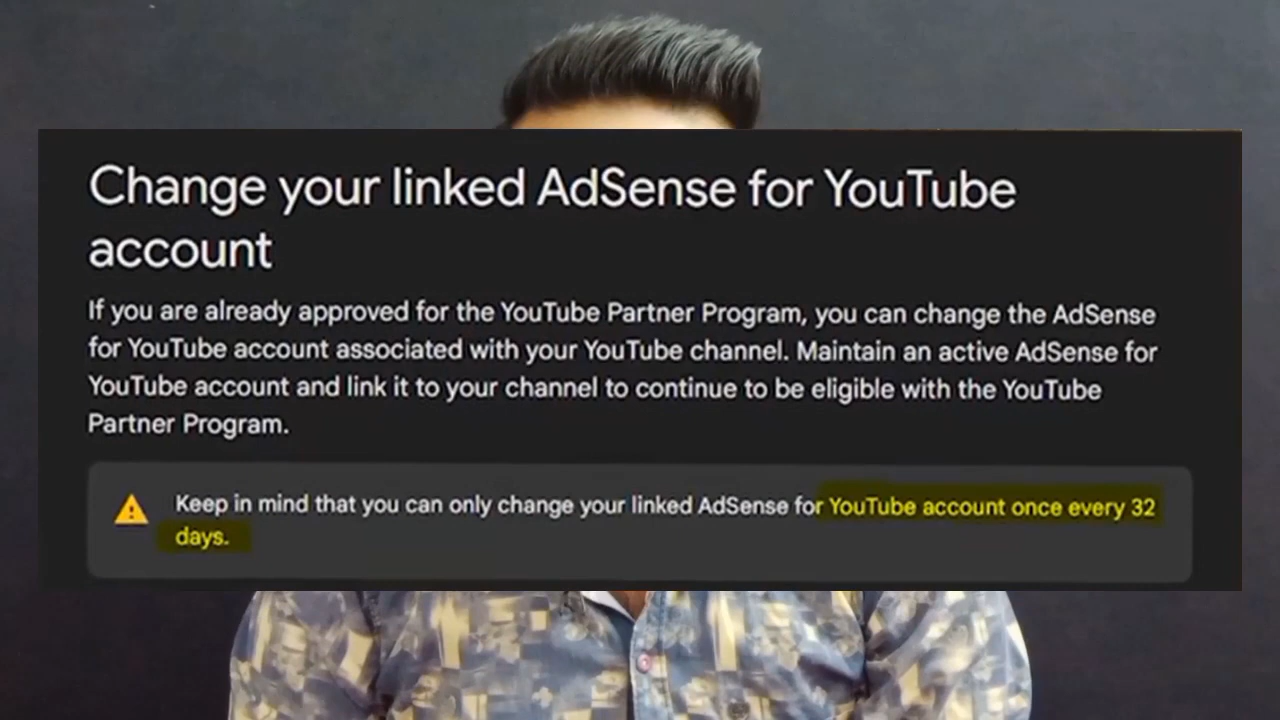 Change your linked AdSense for YouTube
account
If you are already approved for the YouTube Partner Program, you can change the AdSense
for YouTube account associated with your YouTube channel. Maintain an active AdSense for
YouTube account and link it to your channel to continue to be eligible with the YouTube
Partner Program.
Keep in mind that you can only change your linked AdSense for YouTube account once every 32
days.